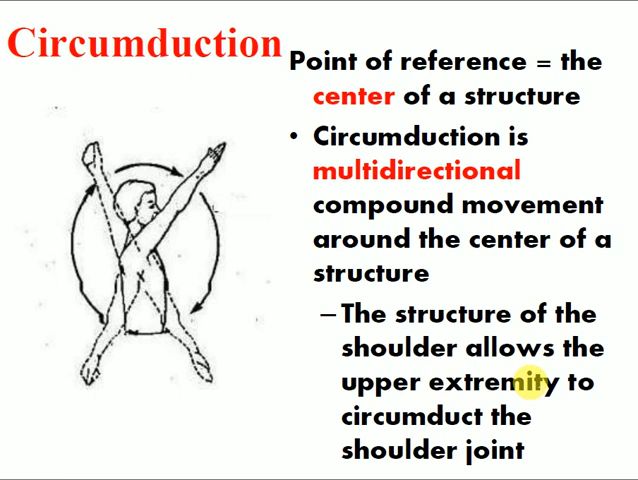 Circumduction
Point of reference = the
center of a structure
• Circumduction is
multidirectional
compound movement
around the center of a
structure
– The structure of the
shoulder allows the
upper extremity to
circumduct the
shoulder joint